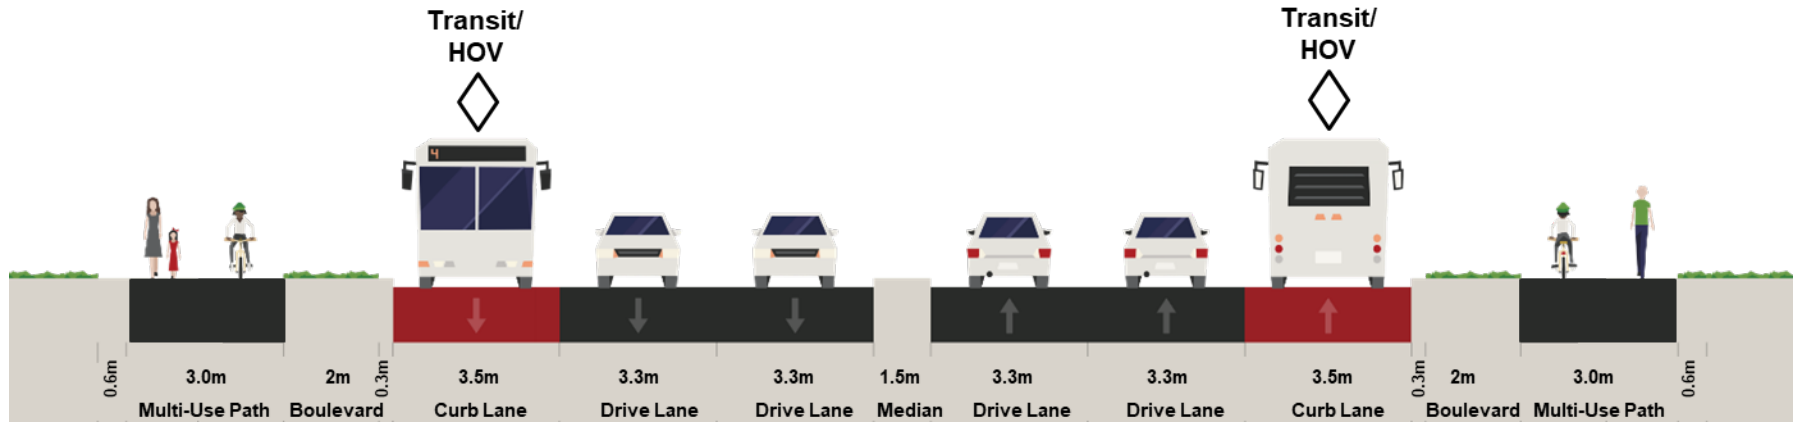 Transit/
HOV
Transit/
HOV
4
0.6m
3.0m
2m
0.3m
3.5m
3.3m
3.3m
1.5m
3.3m
3.3m
3.5m
0.3m
2m
3.0m
0.6m
Multi-Use Path
Boulevard
Curb Lane
Drive Lane
Drive Lane
Median
Drive Lane
Drive Lane
Curb Lane
Boulevard
Multi-Use Path